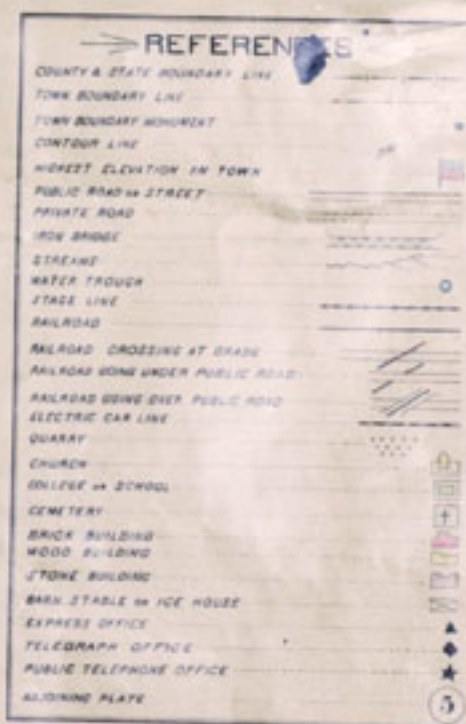 REFERENCES
COUNTY & STATE BOUNDARY LINE
TOWN BOUNDARY LINE
TOWN BOUNDARY MONUMENT
CONTOUR LINE
HIGHEST ELEVATION IN TOWN
PUBLIC ROAD OR STREET
PRIVATE ROAD
IRON BRIDGE
STREAMS
WATER TROUGH
STAGE LINE
RAILROAD
RAILROAD CROSSING AT GRADE
RAILROAD GOING UNDER PUBLIC ROAD
RAILROAD GOING OVER PUBLIC ROAD
ELECTRIC CAR LINE
QUARRY
CHURCH
COLLEGE OR SCHOOL
CEMETERY
BRICK BUILDING
WOOD BUILDING
STONE BUILDING
BARN, STABLE OR ICE HOUSE
EXPRESS OFFICE
TELEGRAPH OFFICE
PUBLIC TELEPHONE OFFICE
ADJOINING PLATE 5